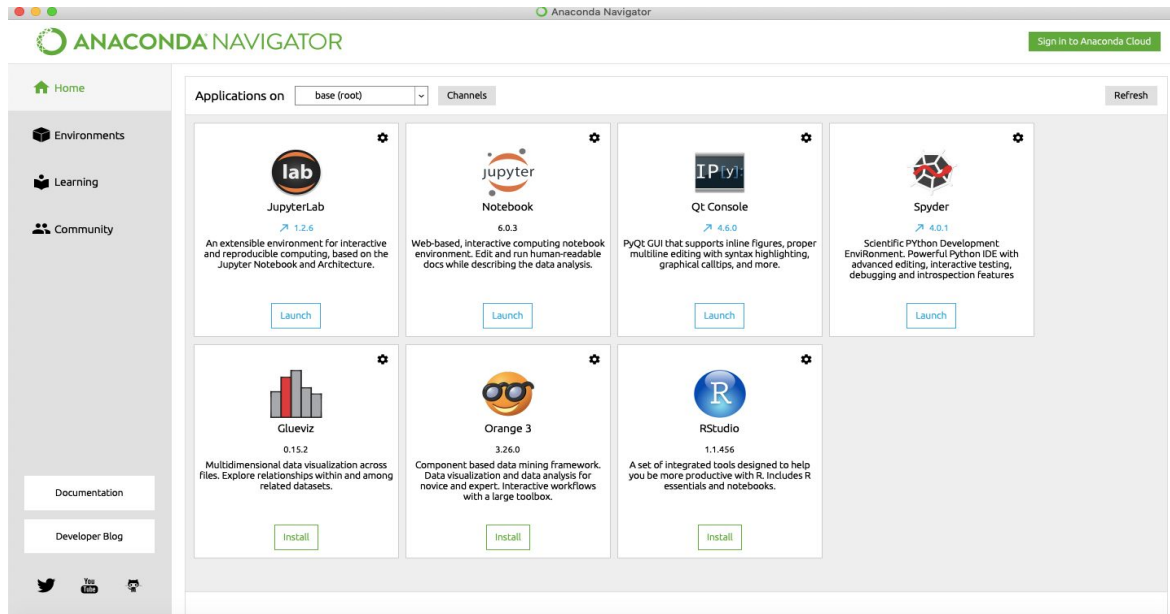 Anaconda Navigator
ANACONDA NAVIGATOR
Sign in to Anaconda Cloud
Home
Environments
Learning
Community
Documentation
Developer Blog
You
Tube
Applications on
base (root)
Channels
Refresh
lab
JupyterLab
1.2.6
An extensible environment for interactive
and reproducible computing, based on the
Jupyter Notebook and Architecture.
Launch
jupyter
Notebook
6.0.3
Web-based, interactive computing notebook
environment. Edit and run human-readable
docs while describing the data analysis.
Launch
IP[y]:
Qt Console
4.6.0
PyQt GUI that supports inline figures, proper
multiline editing with syntax highlighting,
graphical calltips, and more.
Launch
Spyder
4.0.1
Scientific PYthon Development
EnviRonment. Powerful Python IDE with
advanced editing, interactive testing,
debugging and introspection features
Launch
Glueviz
0.15.2
Multidimensional data visualization across
files. Explore relationships within and among
related datasets.
Install
Orange 3
3.26.0
Component based data mining framework.
Data visualization and data analysis for
novice and expert. Interactive workflows
with a large toolbox.
Install
R
RStudio
1.1.456
A set of integrated tools designed to help
you be more productive with R. Includes R
essentials and notebooks.
Install